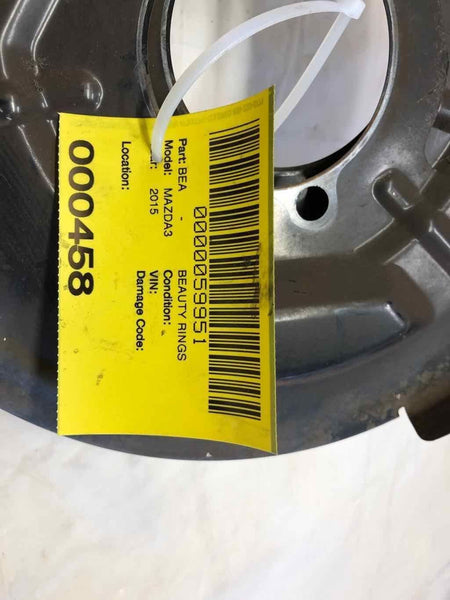 0000059951
Part: BEA - BEAUTY RINGS
Model: MAZDA3 Condition:
2015 VIN:
Damage Code:
Location:
000458